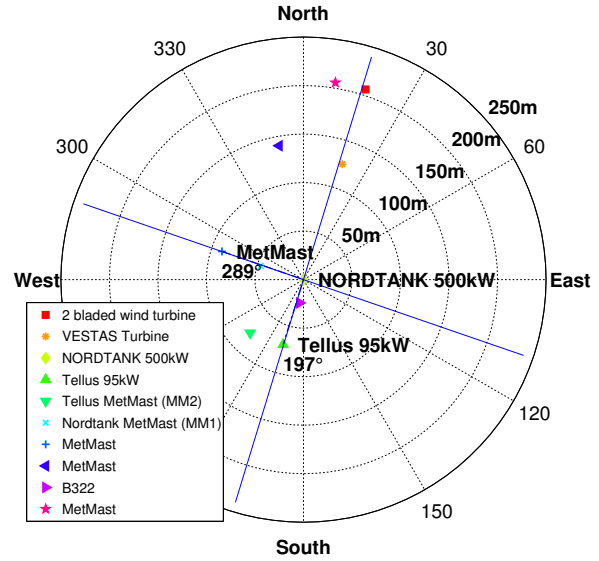 North
330
30
250m
300
200m
60
150m
100m
50m
MetMast
289°
West
NORDTANK 500kW
East
2 bladed wind turbine
VESTAS Turbine
NORDTANK 500kW
Tellus 95kW
Tellus MetMast (MM2)
Nordtank MetMast (MM1)
MetMast
MetMast
B322
MetMast
Tellus 95kW
197°
120
150
South